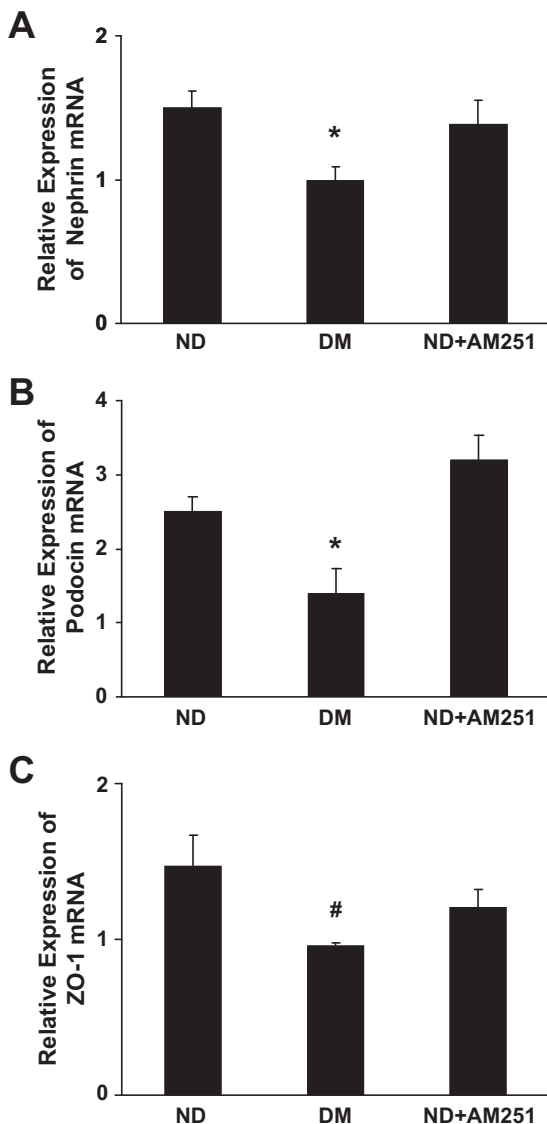 A
Relative Expression
of Nephrin mRNA
2
*
1
0
ND DM ND+AM251
B
Relative Expression of
Podocin mRNA
4
3
2
*
1
0
ND DM ND+AM251
C
Relative Expression of
ZO-1 mRNA
2
#
1
0
ND DM ND+AM251